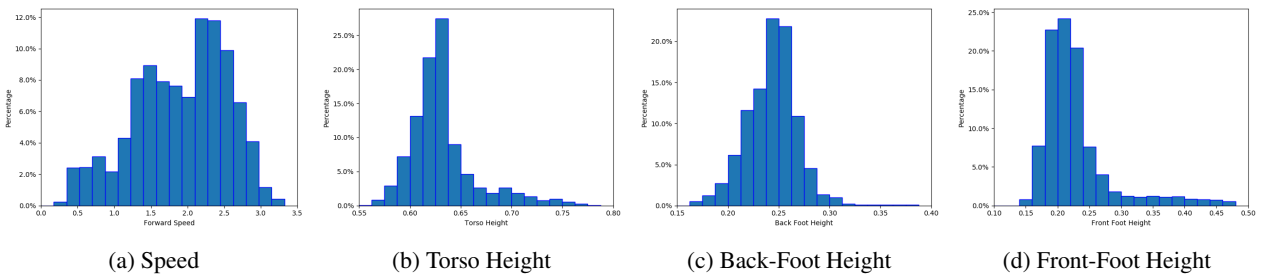 12.0%
10.0%
8.0%
6.0%
4.0%
2.0%
0.0%
Percentage
0.0 0.5 1.0 1.5 2.0 2.5 3.0 3.5
Forward Speed
(a) Speed
25.0%
20.0%
15.0%
10.0%
5.0%
0.0%
Percentage
0.55 0.60 0.65 0.70 0.75 0.80
Torso Height
(b) Torso Height
20.0%
15.0%
10.0%
5.0%
0.0%
Percentage
0.15 0.20 0.25 0.30 0.35 0.40
Back Foot Height
(c) Back-Foot Height
25.0%
20.0%
15.0%
10.0%
5.0%
0.0%
Percentage
0.10 0.15 0.20 0.25 0.30 0.35 0.40 0.45 0.50
Front Foot Height
(d) Front-Foot Height